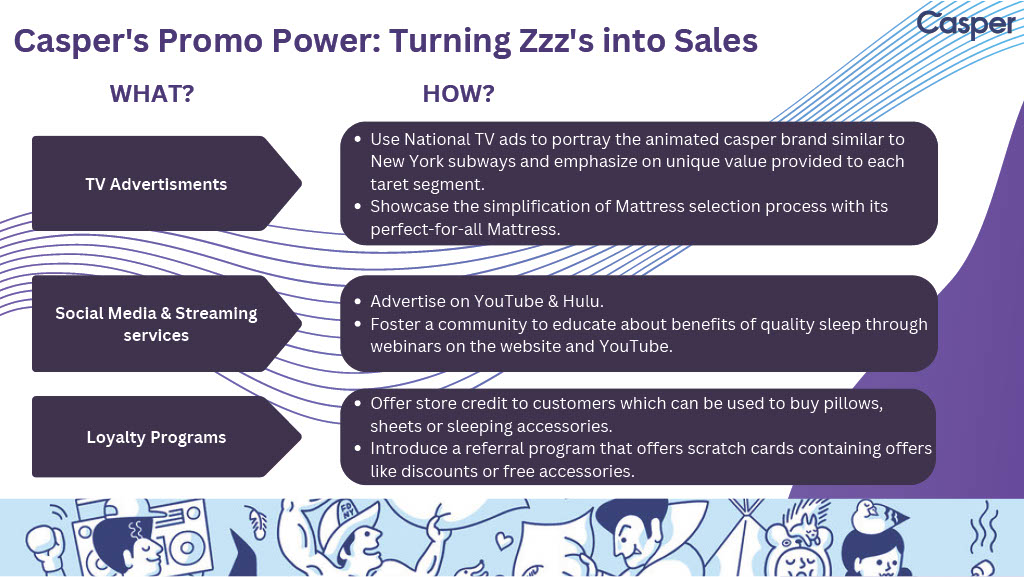 Casper
Casper's Promo Power: Turning Zzz's into Sales
WHAT?
HOW?
TV Advertisments
• Use National TV ads to portray the animated casper brand similar to
New York subways and emphasize on unique value provided to each
taret segment.
• Showcase the simplification of Mattress selection process with its
perfect-for-all Mattress.
Social Media & Streaming
services
• Advertise on YouTube & Hulu.
• Foster a community to educate about benefits of quality sleep through
webinars on the website and YouTube.
Loyalty Programs
• Offer store credit to customers which can be used to buy pillows,
sheets or sleeping accessories.
• Introduce a referral program that offers scratch cards containing offers
like discounts or free accessories.
FD
NY